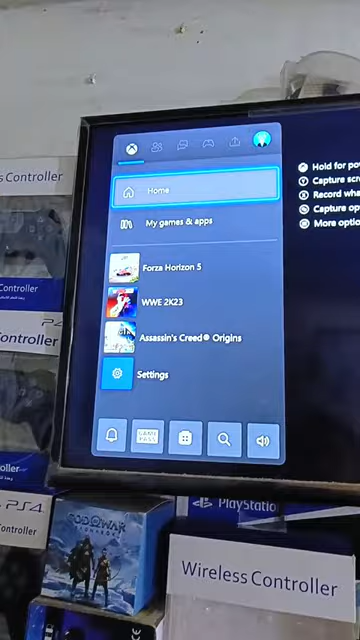 s Controller
Home
My games & apps
Forza Horizon 5
WWE 2K23
Assassin's Creed® Origins
Settings
GAME
PASS
Hold for po
Capture scr
Record wha
Capture op
More optio
Controller
PS4
Controller
oller
PS4
Controller
GOD OF WAR
RAGNARÖK
PlayStatio
Wireless Controller